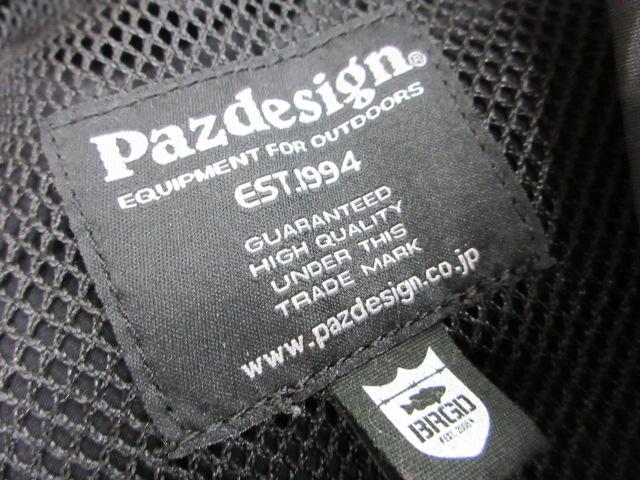 Pazdesign®
EQUIPMENT FOR OUTDOORS
EST.1994
GUARANTEED
HIGH QUALITY
UNDER THIS
TRADE MARK
www.pazdesign.co.jp
BRGD